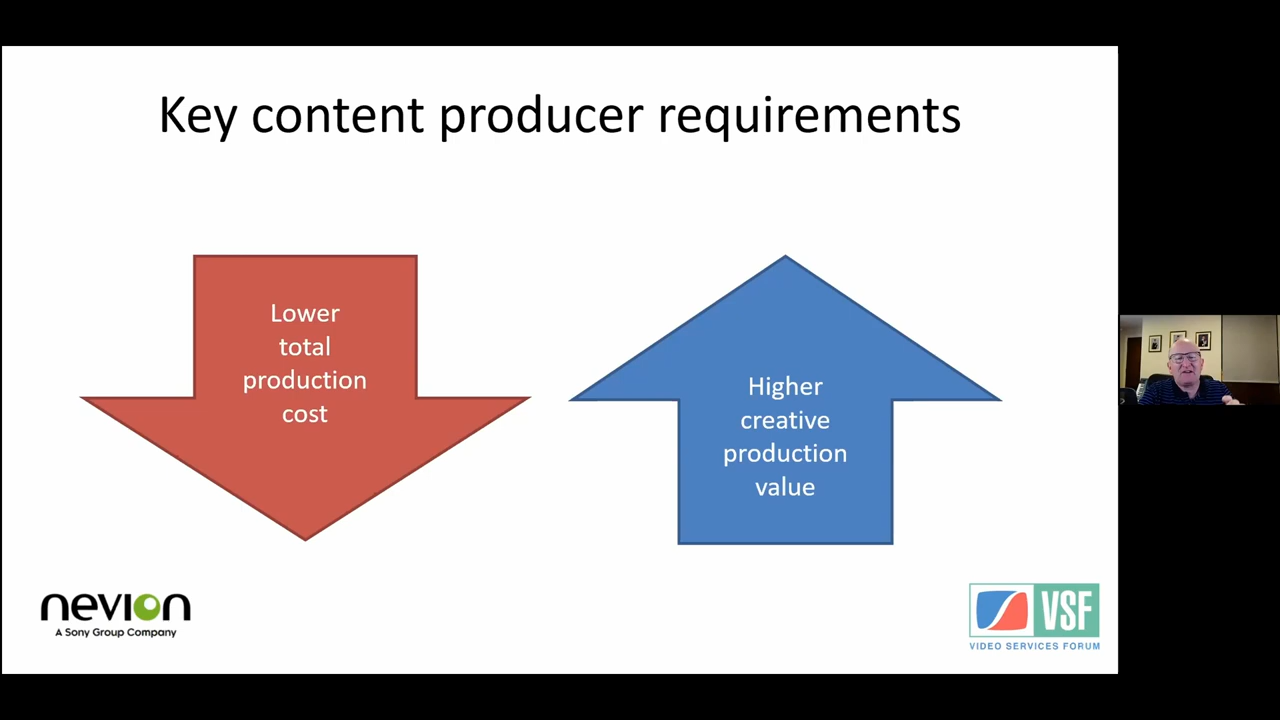 Key content producer requirements
Lower
total
production
cost
Higher
creative
production
value
nevion
A Sony Group Company
VSF
VIDEO SERVICES FORUM